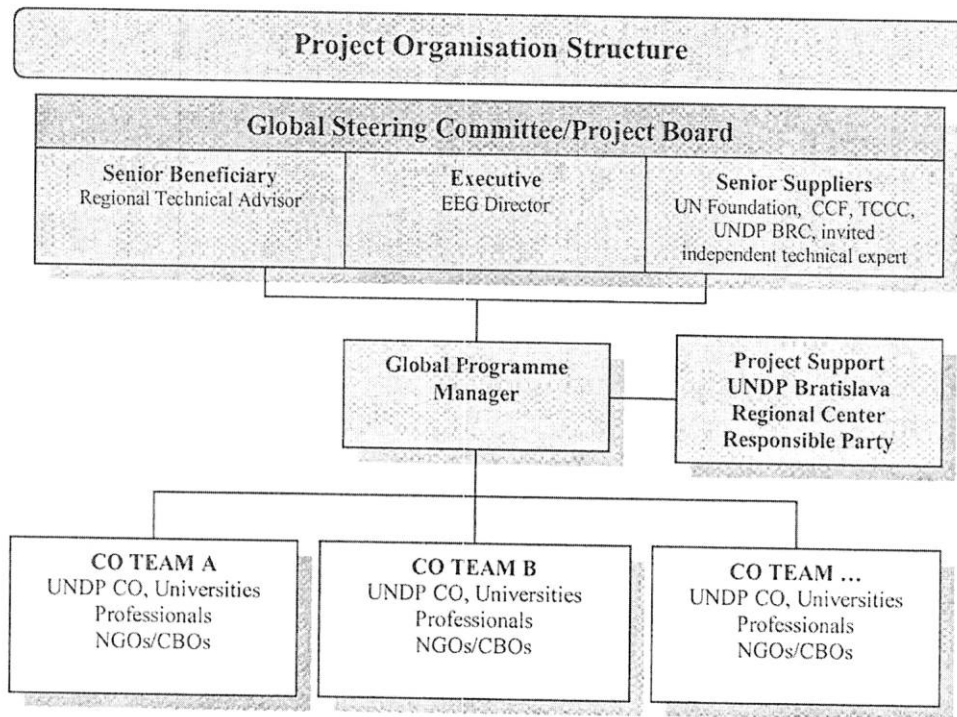 Project Organisation Structure
Global Steering Committee/Project Board
Senior Beneficiary
Regional Technical Advisor
Executive
EEG Director
Senior Suppliers
UN Foundation, CCF, TCCC,
UNDP BRC, invited
independent technical expert
Global Programme
Manager
Project Support
UNDP Bratislava
Regional Center
Responsible Party
CO TEAM A
UNDP CO, Universities
Professionals
NGOs/CBOs
CO TEAM B
UNDP CO, Universities
Professionals
NGOs/CBOs
CO TEAM ...
UNDP CO, Universities
Professionals
NGOs/CBOs